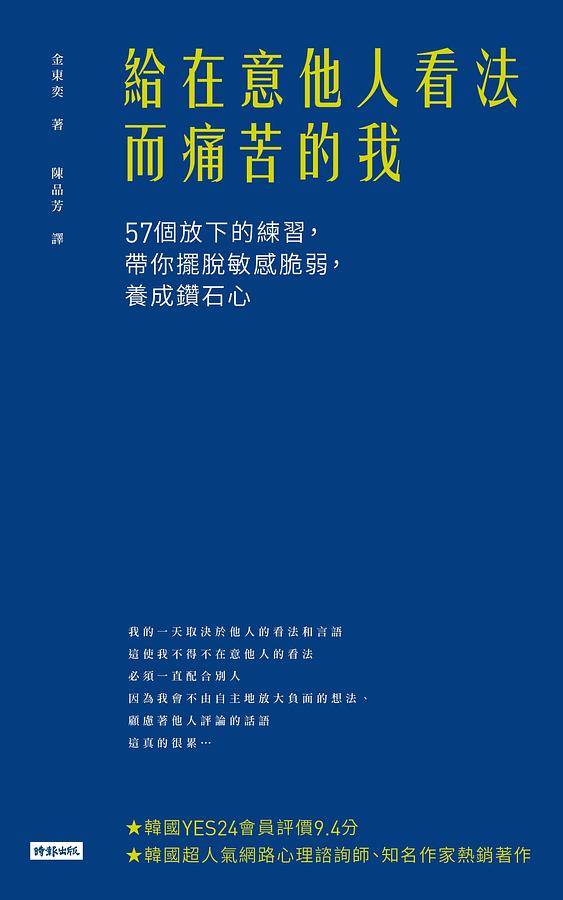 給在意他人看法
而痛苦的我
57個放下的練習,
帶你擺脫敏感脆弱,
養成鑽石心
金東奕 著 陳品芳 譯
我的一天取決於他人的看法和言語
這使我不得不在意他人的看法
必須一直配合別人
因為我會不由自主地放大負面的想法、
顧慮著他人評論的話語
這真的很累…
★韓國YES24會員評價9.4分
★韓國超人氣網路心理諮詢師、知名作家熱銷著作
時報出版